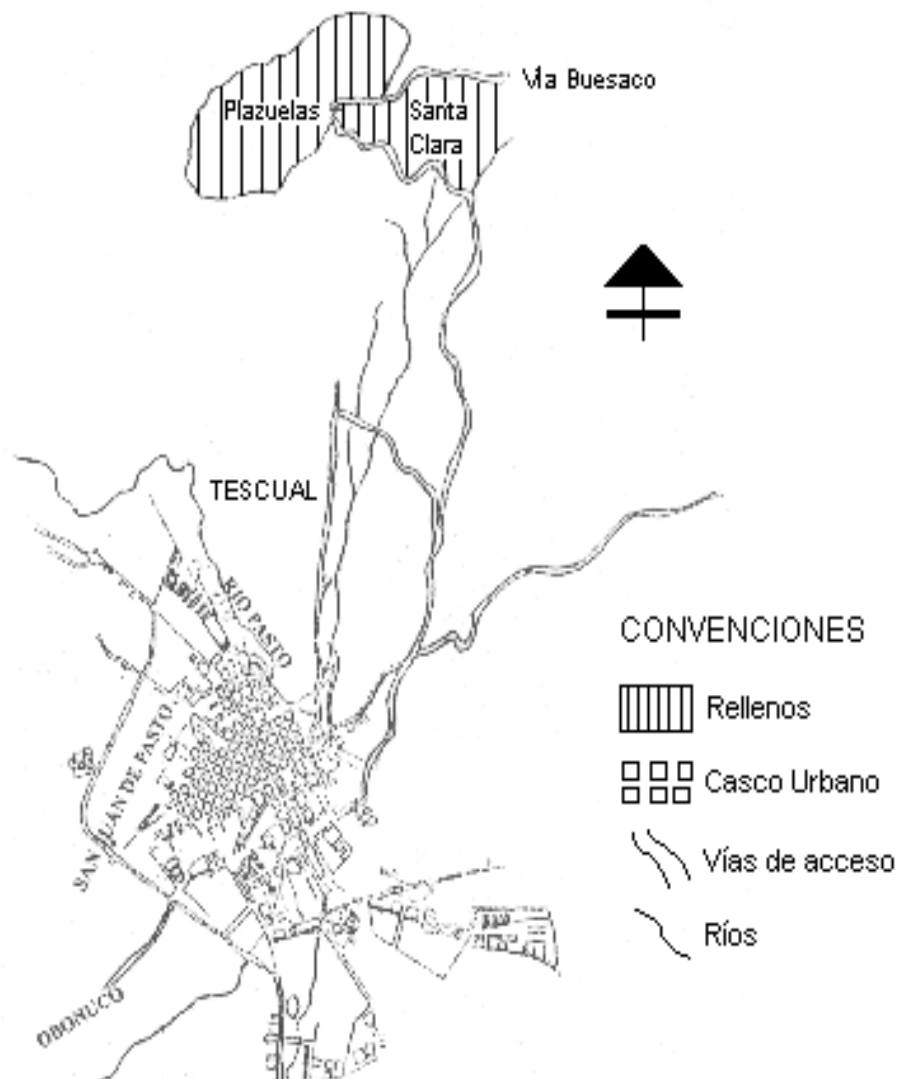 Vía Buesaco
Plazuelas
Santa
Clara
TESCUAL
RIO PASTO
CONVENCIONES
Rellenos
SAN JUAN DE PASTO
Casco Urbano
Vías de acceso
Ríos
OBONUCO